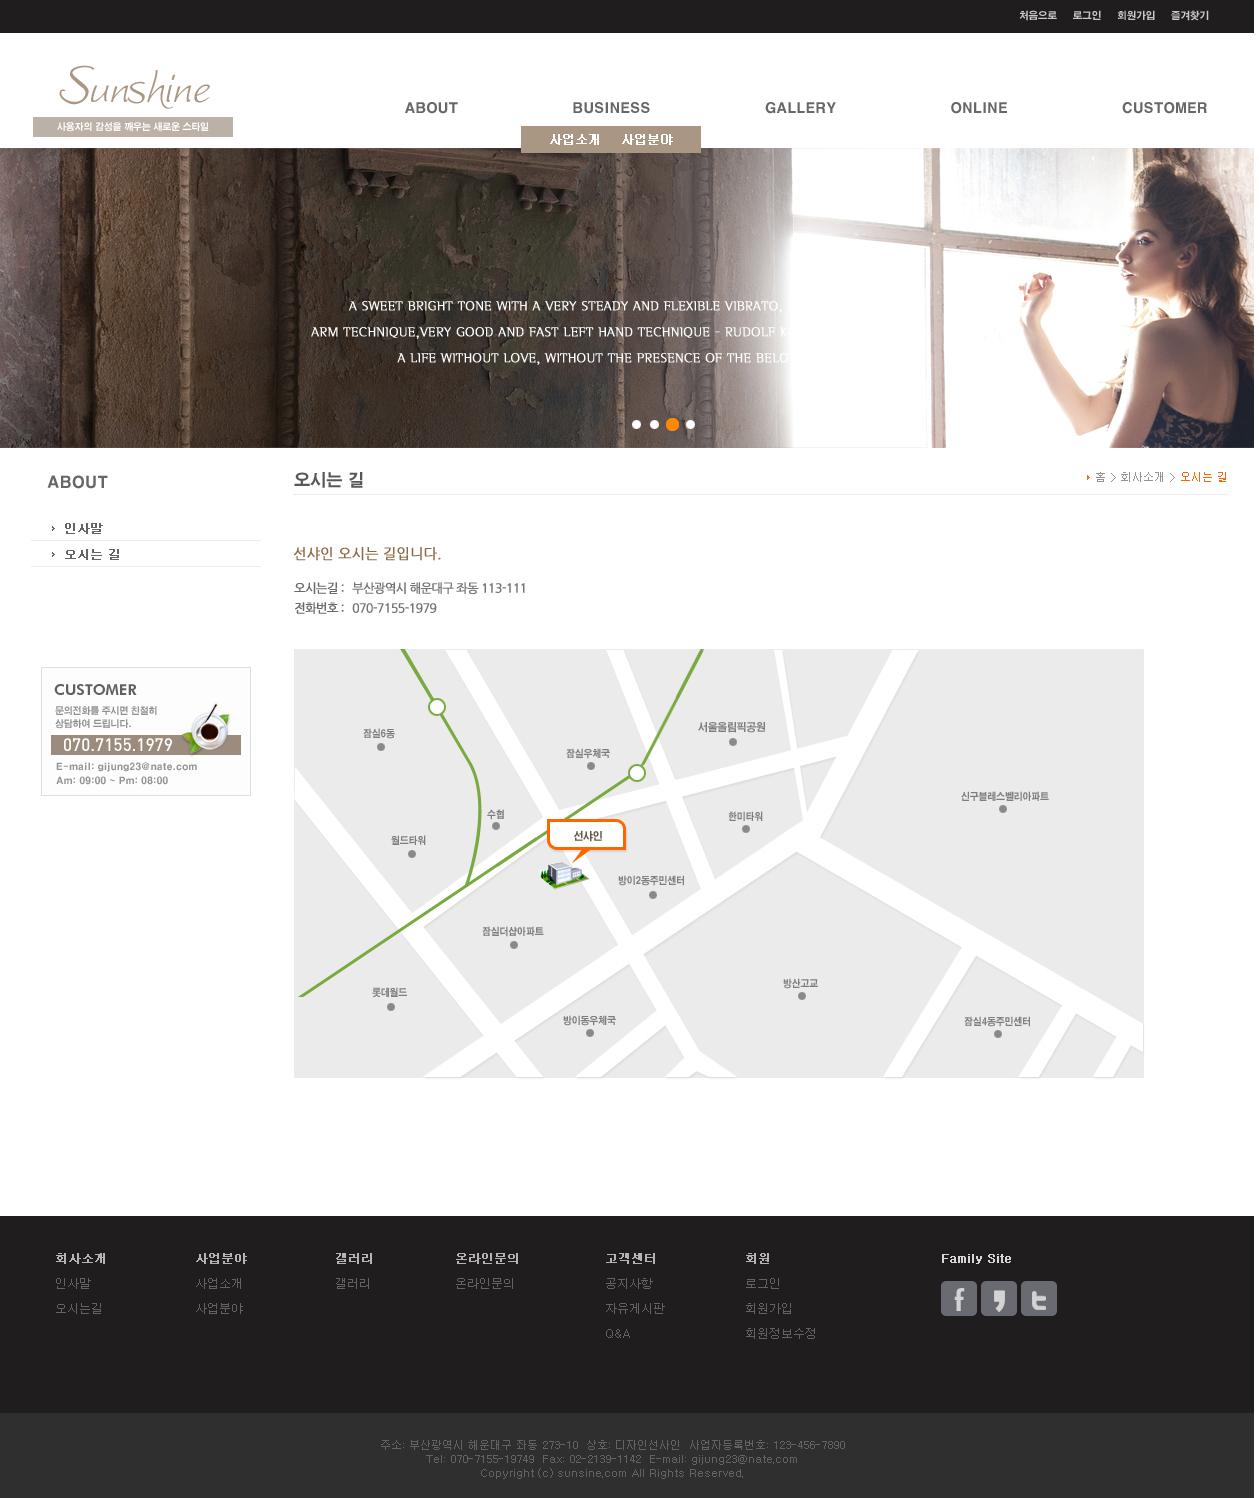 처음으로 로그인 회원가입 즐겨찾기
Sunshine
사용자의 감성을 깨우는 새로운 스타일
ABOUT BUSINESS GALLERY ONLINE CUSTOMER
사업소개 사업분야
A SWEET BRIGHT TONE WITH A VERY STEADY AND FLEXIBLE VIBRATO,
ARM TECHNIQUE,VERY GOOD AND FAST LEFT HAND TECHNIQUE - RUDOLF
A LIFE WITHOUT LOVE, WITHOUT THE PRESENCE OF THE
ABOUT
인사말
오시는 길
CUSTOMER
문의전화를 주시면 친절히
상담하여 드립니다.
070.7155.1979
E-mail: gijung23@nate.com
Am: 09:00 ~ Pm: 08:00
오시는 길
홈 > 회사소개 > 오시는 길
선샤인 오시는 길입니다.
오시는길 : 부산광역시 해운대구 좌동 113-111
전화번호 : 070-7155-1979
서울올림픽공원
잠실6동
잠실우체국
신구블레스벨리아파트
수협
한미타워
선샤인
월드타워
방이2동주민센터
잠실더샵아파트
방산고교
롯데월드
방이동우체국
잠실4동주민센터
회사소개 사업분야 갤러리 온라인문의 고객센터 회원 Family Site
인사말 사업소개 갤러리 온라인문의 공지사항 로그인
오시는길 사업분야 자유게시판 회원가입
Q&A 회원정보수정
주소: 부산광역시 해운대구 좌동 273-10 상호: 디자인선샤인 사업자등록번호: 123-456-7890
Tel: 070-7155-19749 Fax: 02-2139-1142 E-mail: gijung23@nate.com
Copyright (c) sunsine.com All Rights Reserved.